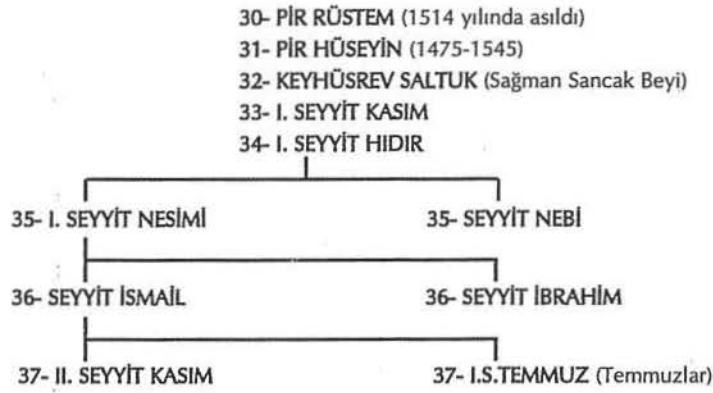 30- PİR RÜSTEM (1514 yılında asıldı)
31- PİR HÜSEYİN (1475-1545)
32- KEYHÜSREV SALTUK (Sağman Sancak Beyi)
33- I. SEYYİT KASIM
34- I. SEYYİT HIDIR
35- I. SEYYİT NESİMİ 35- SEYYİT NEBİ
36- SEYYİT İSMAİL 36- SEYYİT İBRAHİM
37- II. SEYYİT KASIM 37- I.S.TEMMUZ (Temmuzlar)